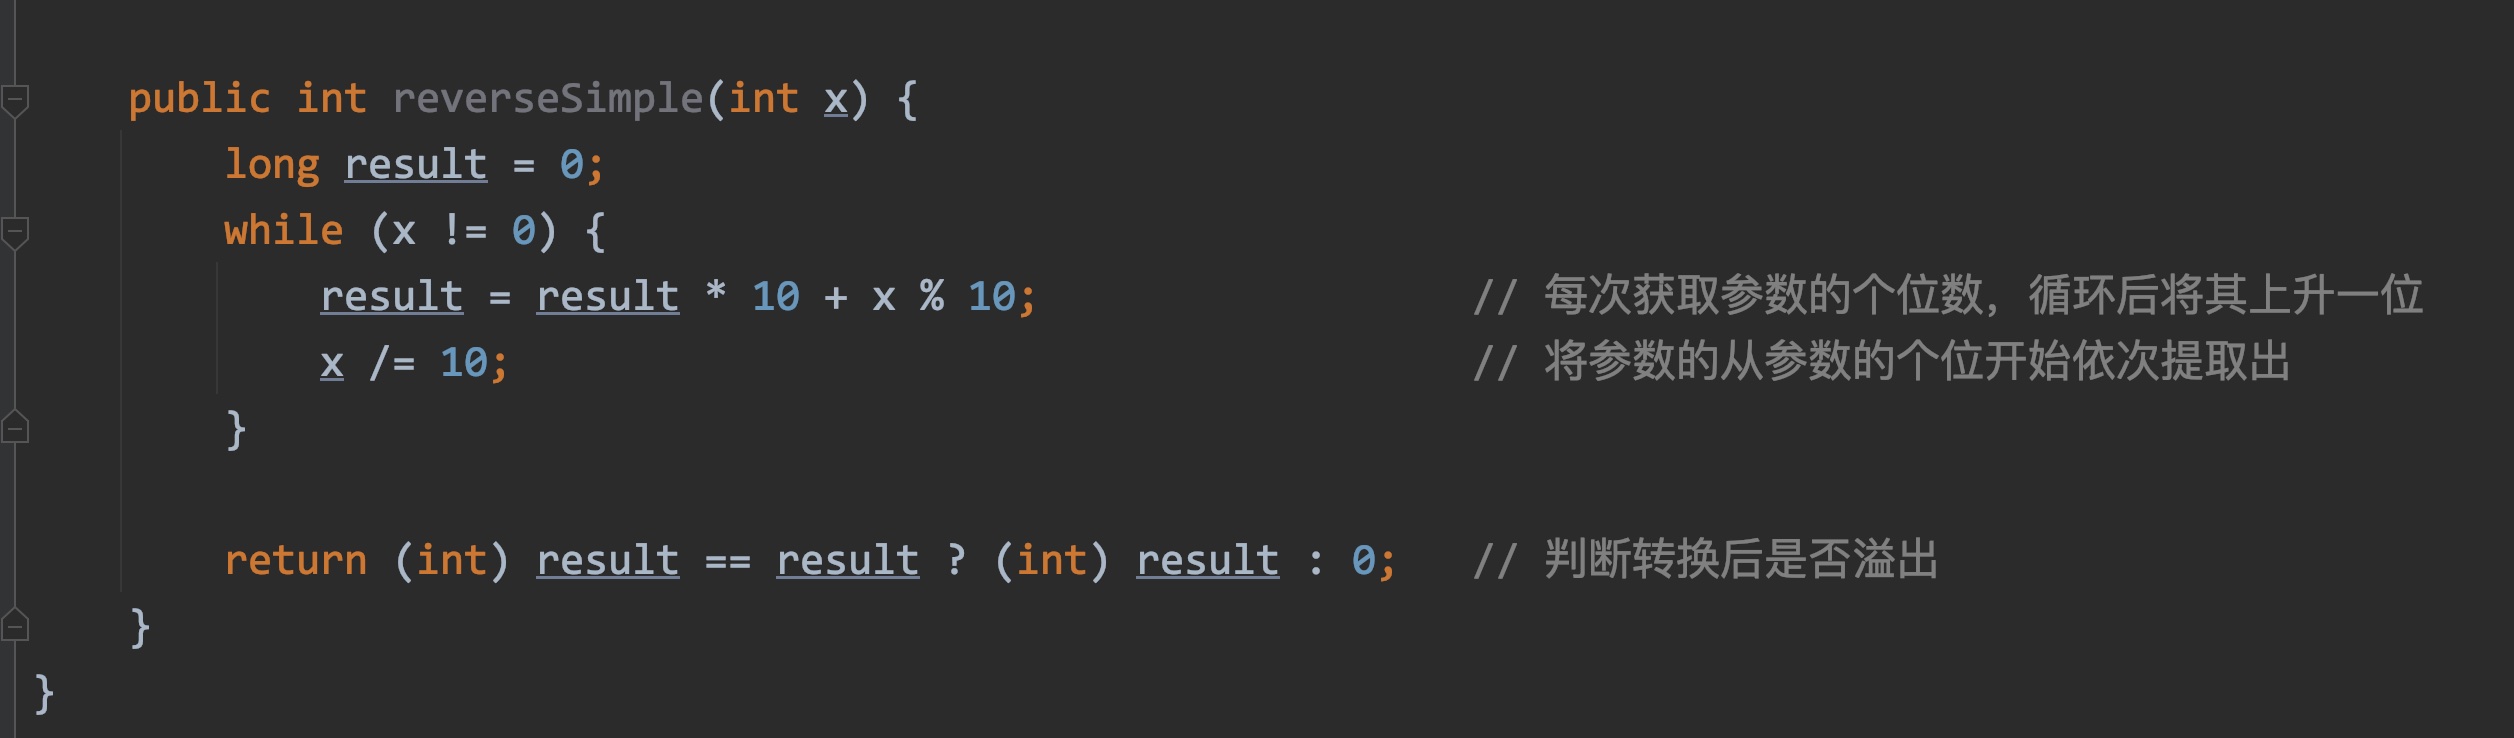 public int reverseSimple(int x) {
long result = 0;
while (x != 0) {
result = result * 10 + x % 10; // 每次获取参数的个位数，循环后将其上升一位
x /= 10; // 将参数的从参数的个位开始依次提取出
}
return (int) result == result ? (int) result : 0; // 判断转换后是否溢出
}
}